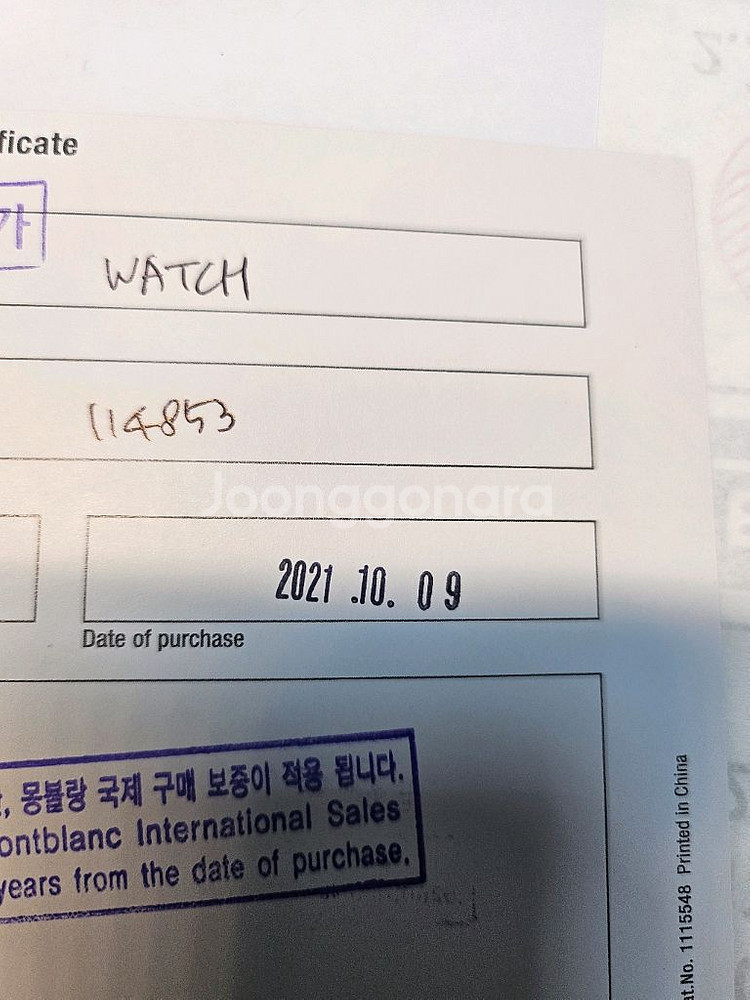 ficate
가
WATCH
114853
Joonggonara
2021 .10. 09
Date of purchase
몽블랑 국제 구매 보증이 적용 됩니다.
ontblanc International Sales
years from the date of purchase.
at.No. 1115548 Printed in China